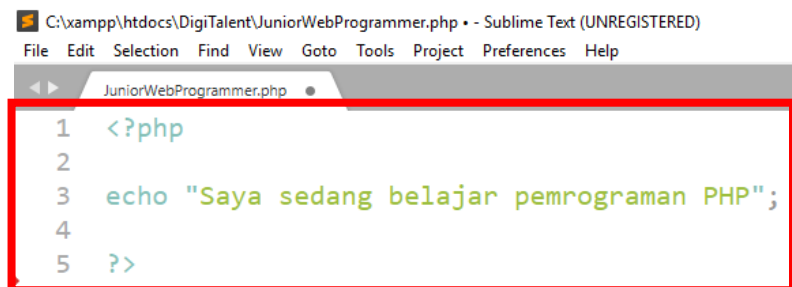 C:\xampp\htdocs\DigiTalent\JuniorWebProgrammer.php • - Sublime Text (UNREGISTERED)
File Edit Selection Find View Goto Tools Project Preferences Help
JuniorWebProgrammer.php
1 <?php
2
3 echo "Saya sedang belajar pemrograman PHP";
4
5 ?>